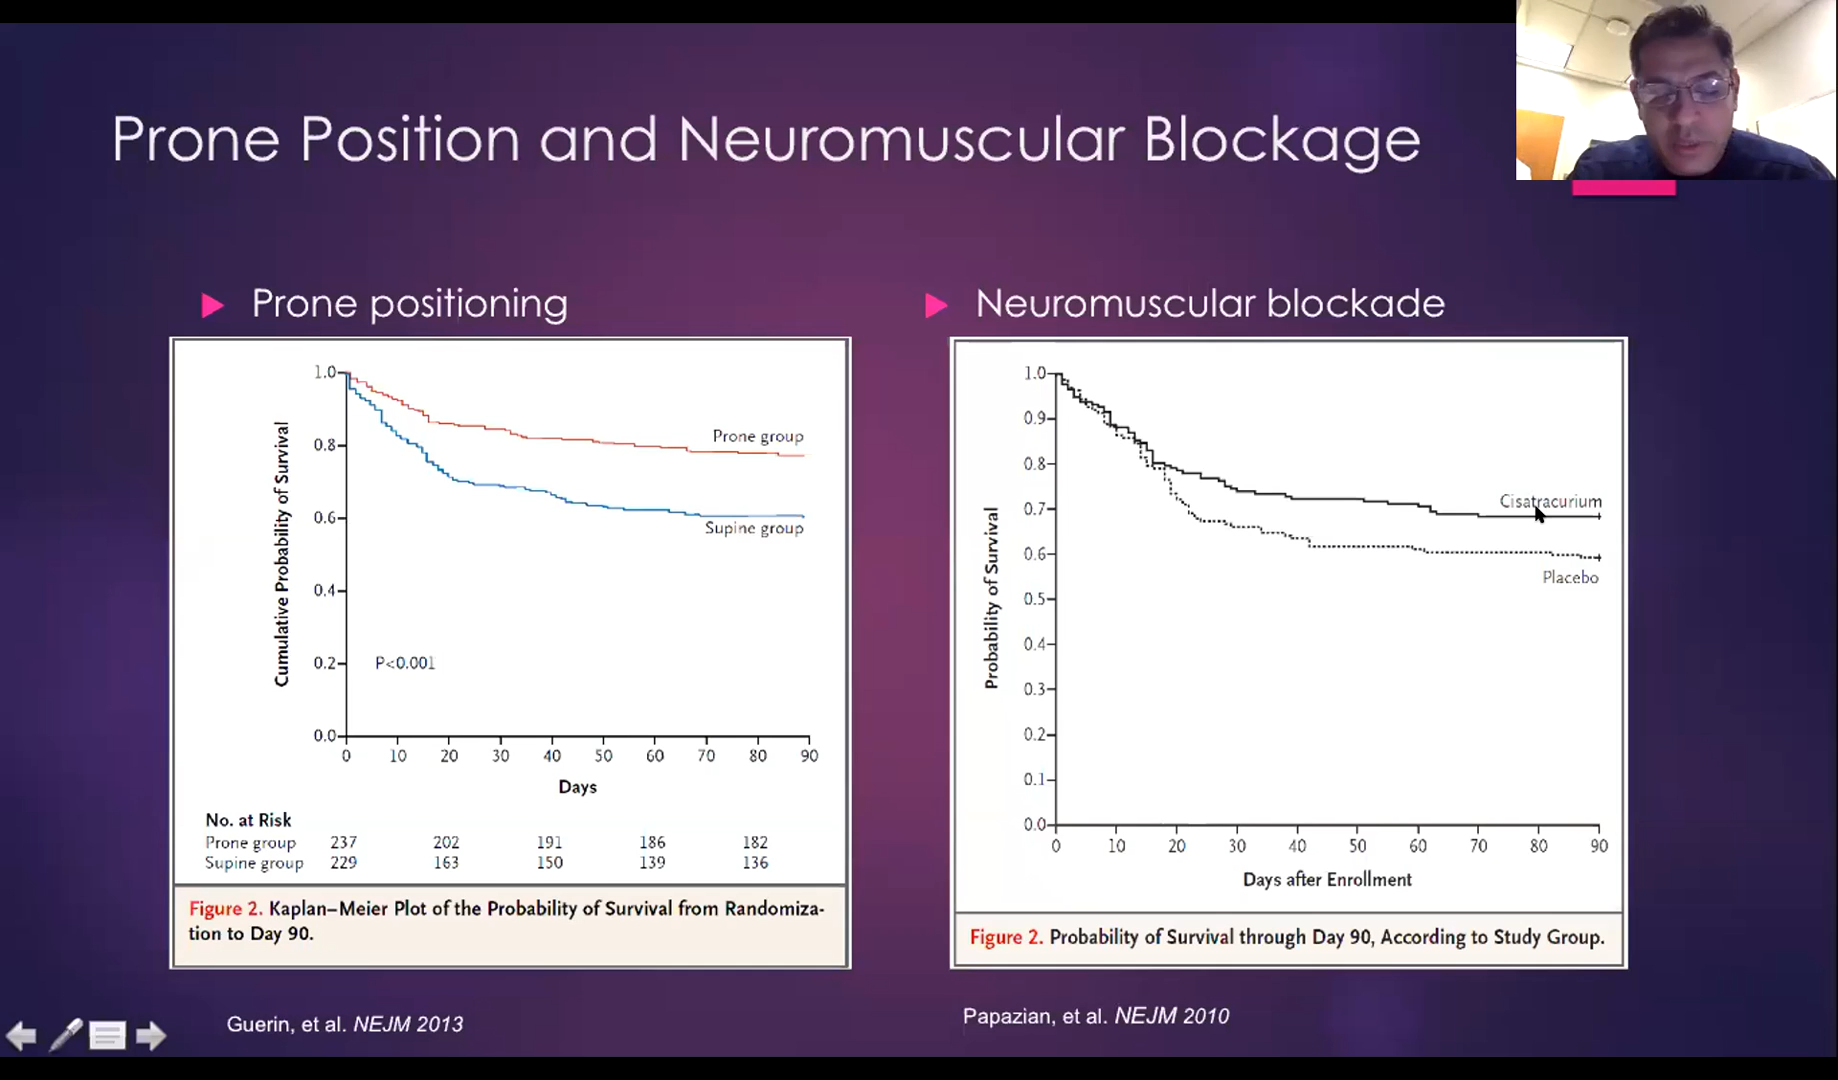 Prone Position and Neuromuscular Blockage
Prone positioning
1.0
0.8
0.6
0.4
0.2
0.0
Cumulative Probability of Survival
Prone group
Supine group
P<0.001
0 10 20 30 40 50 60 70 80 90
Days
No. at Risk
Prone group 237 202 191 186 182
Supine group 229 163 150 139 136
Figure 2. Kaplan–Meier Plot of the Probability of Survival from Randomiza-
tion to Day 90.
Guerin, et al. NEJM 2013
Neuromuscular blockade
1.0
0.9
0.8
0.7
0.6
0.5
0.4
0.3
0.2
0.1
0.0
Probability of Survival
Cisatracurium
Placebo
0 10 20 30 40 50 60 70 80 90
Days after Enrollment
Figure 2. Probability of Survival through Day 90, According to Study Group.
Papazian, et al. NEJM 2010